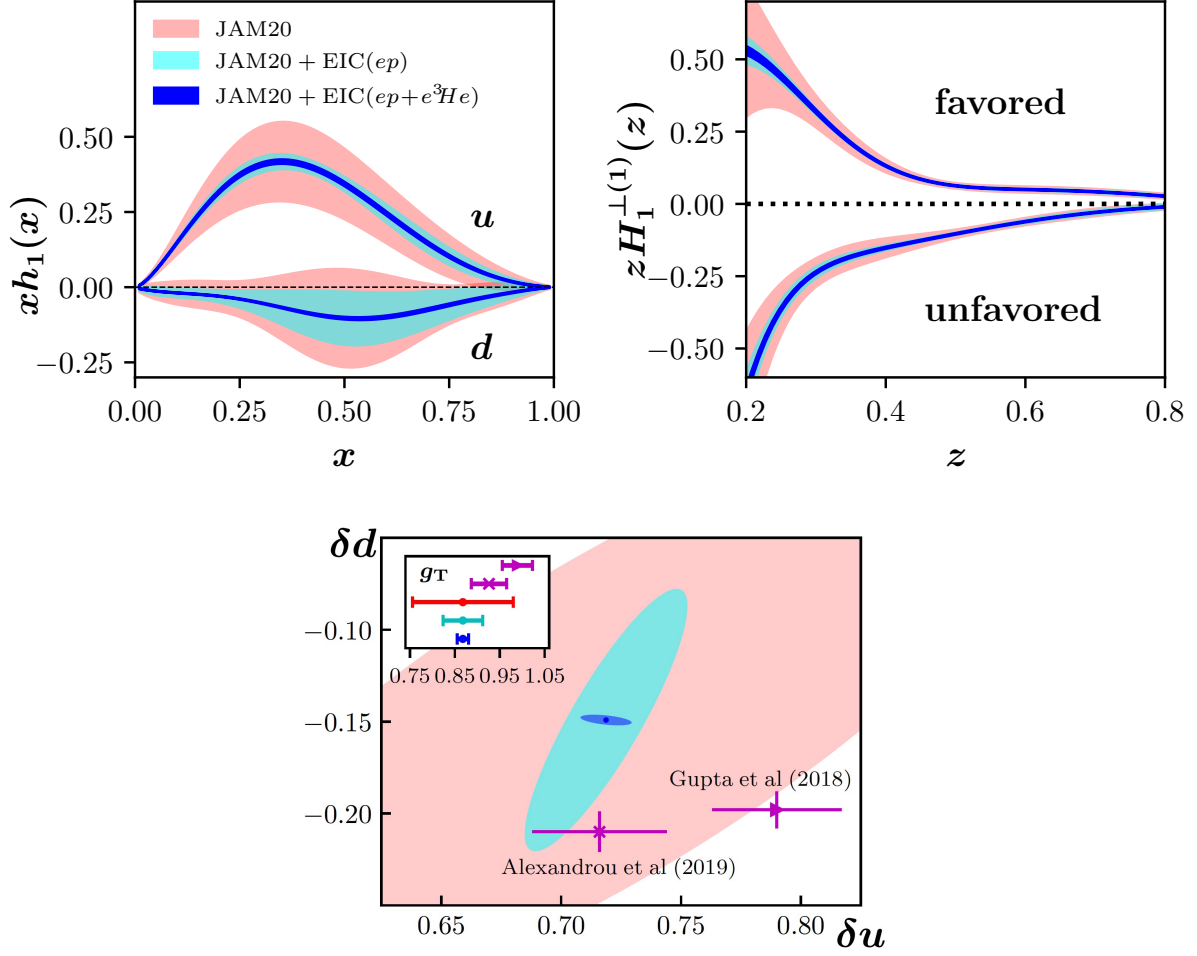 JAM20
JAM20 + EIC(ep)
JAM20 + EIC(ep+e³He)
0.50
0.25
0.00
−0.25
xh₁(x)
u
d
0.00 0.25 0.50 0.75 1.00
x
0.50
0.25
0.00
−0.25
−0.50
zH₁^⊥(1)(z)
favored
unfavored
0.2 0.4 0.6 0.8
z
δd
g_T
0.75 0.85 0.95 1.05
−0.10
−0.15
−0.20
Gupta et al (2018)
Alexandrou et al (2019)
0.65 0.70 0.75 0.80
δu